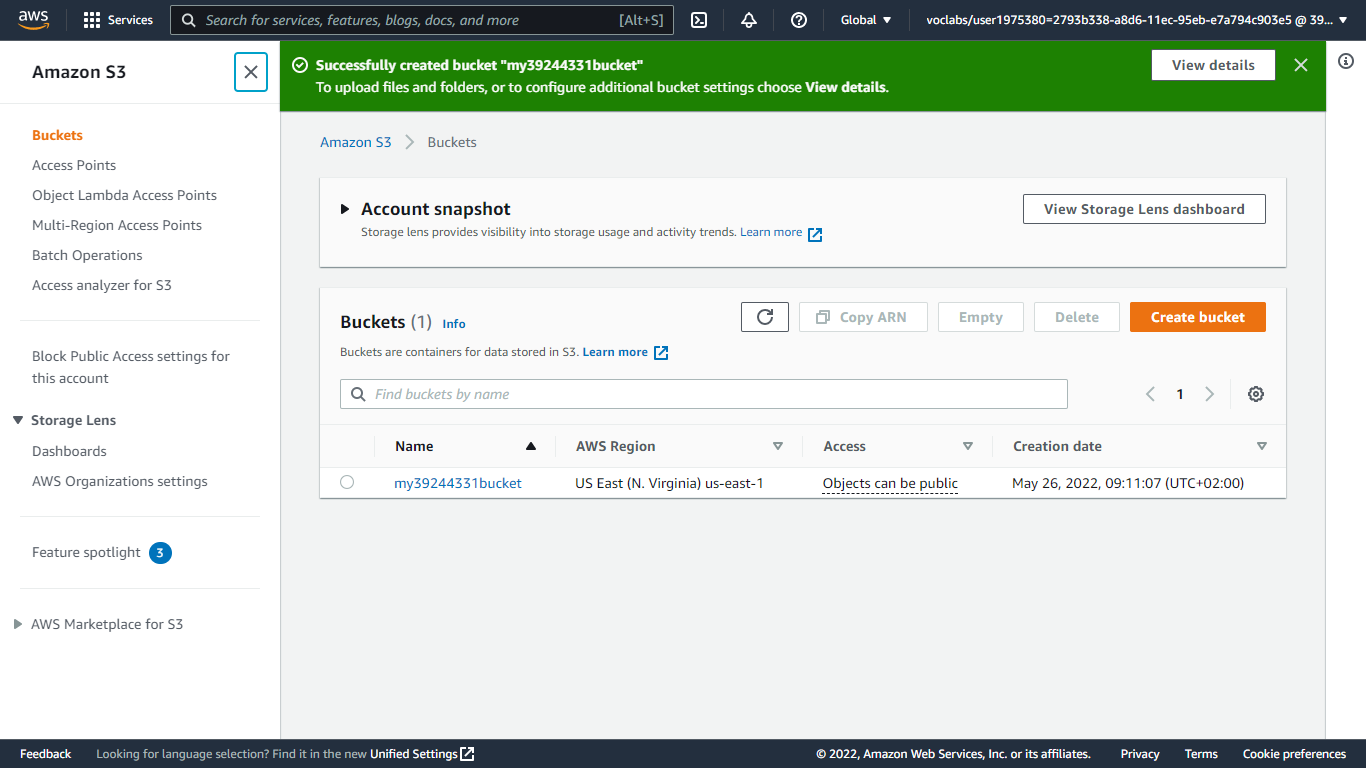 aws
Services
Search for services, features, blogs, docs, and more
[Alt+S]
Global
voclabs/user1975380=2793b338-a8d6-11ec-95eb-e7a794c903e5 @ 39...
Amazon S3
Buckets
Access Points
Object Lambda Access Points
Multi-Region Access Points
Batch Operations
Access analyzer for S3
Block Public Access settings for
this account
Storage Lens
Dashboards
AWS Organizations settings
Feature spotlight 3
AWS Marketplace for S3
Successfully created bucket "my39244331bucket"
To upload files and folders, or to configure additional bucket settings choose View details.
View details
Amazon S3 Buckets
Account snapshot
Storage lens provides visibility into storage usage and activity trends. Learn more
View Storage Lens dashboard
Buckets (1) Info
Buckets are containers for data stored in S3. Learn more
Copy ARN
Empty
Delete
Create bucket
Find buckets by name
1
Name AWS Region Access Creation date
my39244331bucket US East (N. Virginia) us-east-1 Objects can be public May 26, 2022, 09:11:07 (UTC+02:00)
Feedback Looking for language selection? Find it in the new Unified Settings
© 2022, Amazon Web Services, Inc. or its affiliates. Privacy Terms Cookie preferences